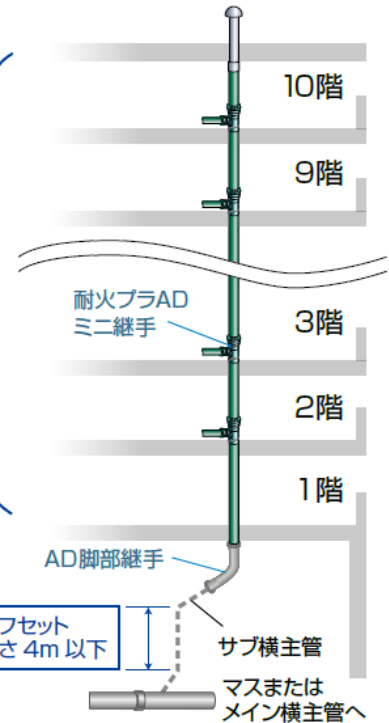 10階
9階
耐火プラAD
ミニ継手
3階
2階
1階
AD脚部継手
フセット
さ4m以下
サブ横主管
マスまたは
メイン横主管へ